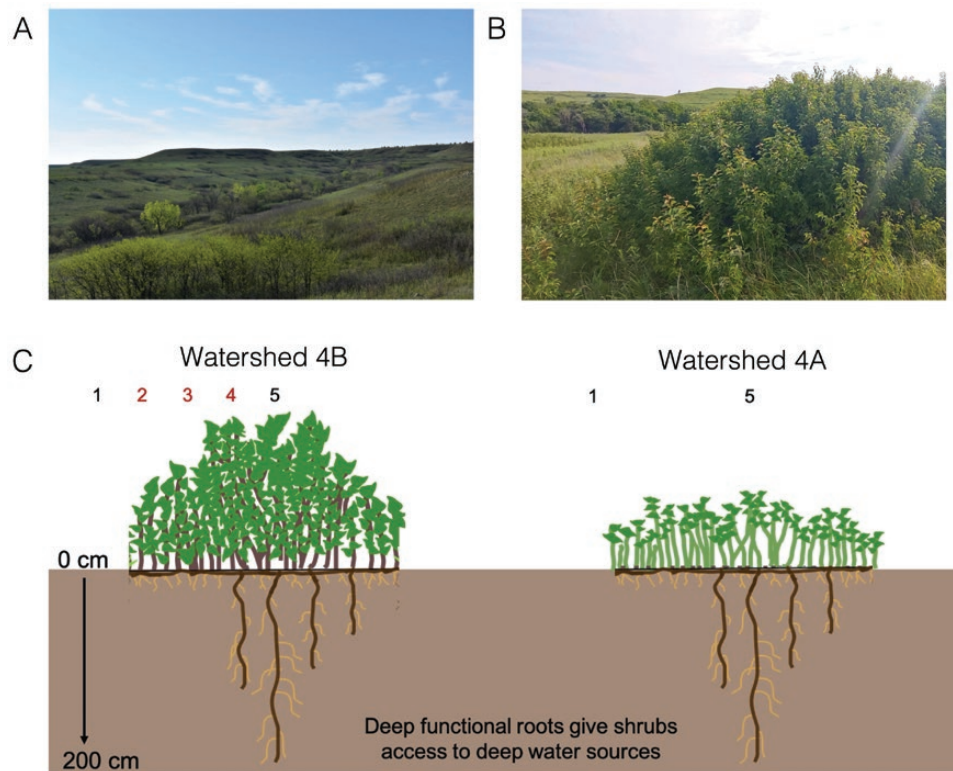 A
B
C
Watershed 4B
Watershed 4A
1 2 3 4 5
1 5
0 cm
200 cm
Deep functional roots give shrubs
access to deep water sources